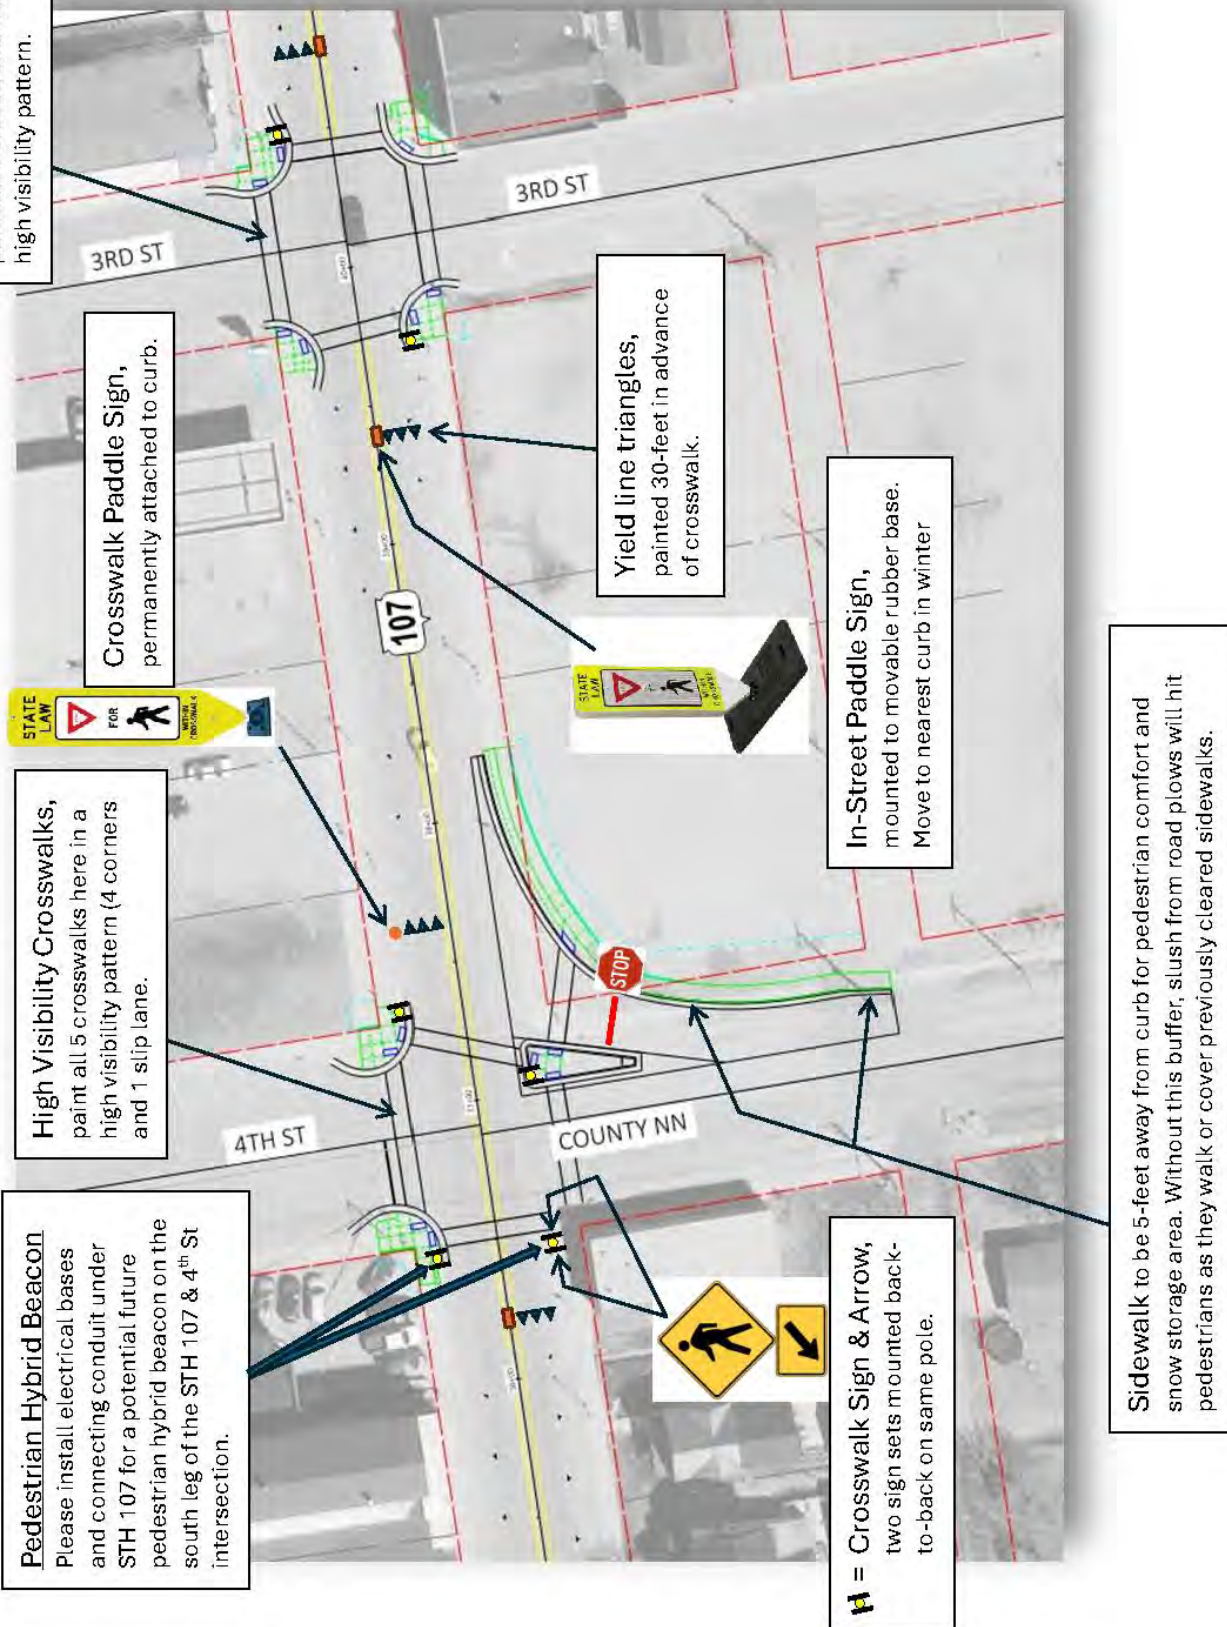 Pedestrian Hybrid Beacon
Please install electrical bases
and connecting conduit under
STH 107 for a potential future
pedestrian hybrid beacon on the
south leg of the STH 107 & 4th St
intersection.
High Visibility Crosswalks,
paint all 5 crosswalks here in a
high visibility pattern (4 corners
and 1 slip lane.
STATE
LAW
FOR
WITHIN
CROSSWALK
Crosswalk Paddle Sign,
permanently attached to curb.
high visibility pattern.
4TH ST
3RD ST
107
COUNTY NN
STOP
3RD ST
STATE
LAW
Yield line triangles,
painted 30-feet in advance
of crosswalk.
= Crosswalk Sign & Arrow,
two sign sets mounted back-
to-back on same pole.
In-Street Paddle Sign,
mounted to movable rubber base.
Move to nearest curb in winter
Sidewalk to be 5-feet away from curb for pedestrian comfort and
snow storage area. Without this buffer, slush from road plows will hit
pedestrians as they walk or cover previously cleared sidewalks.